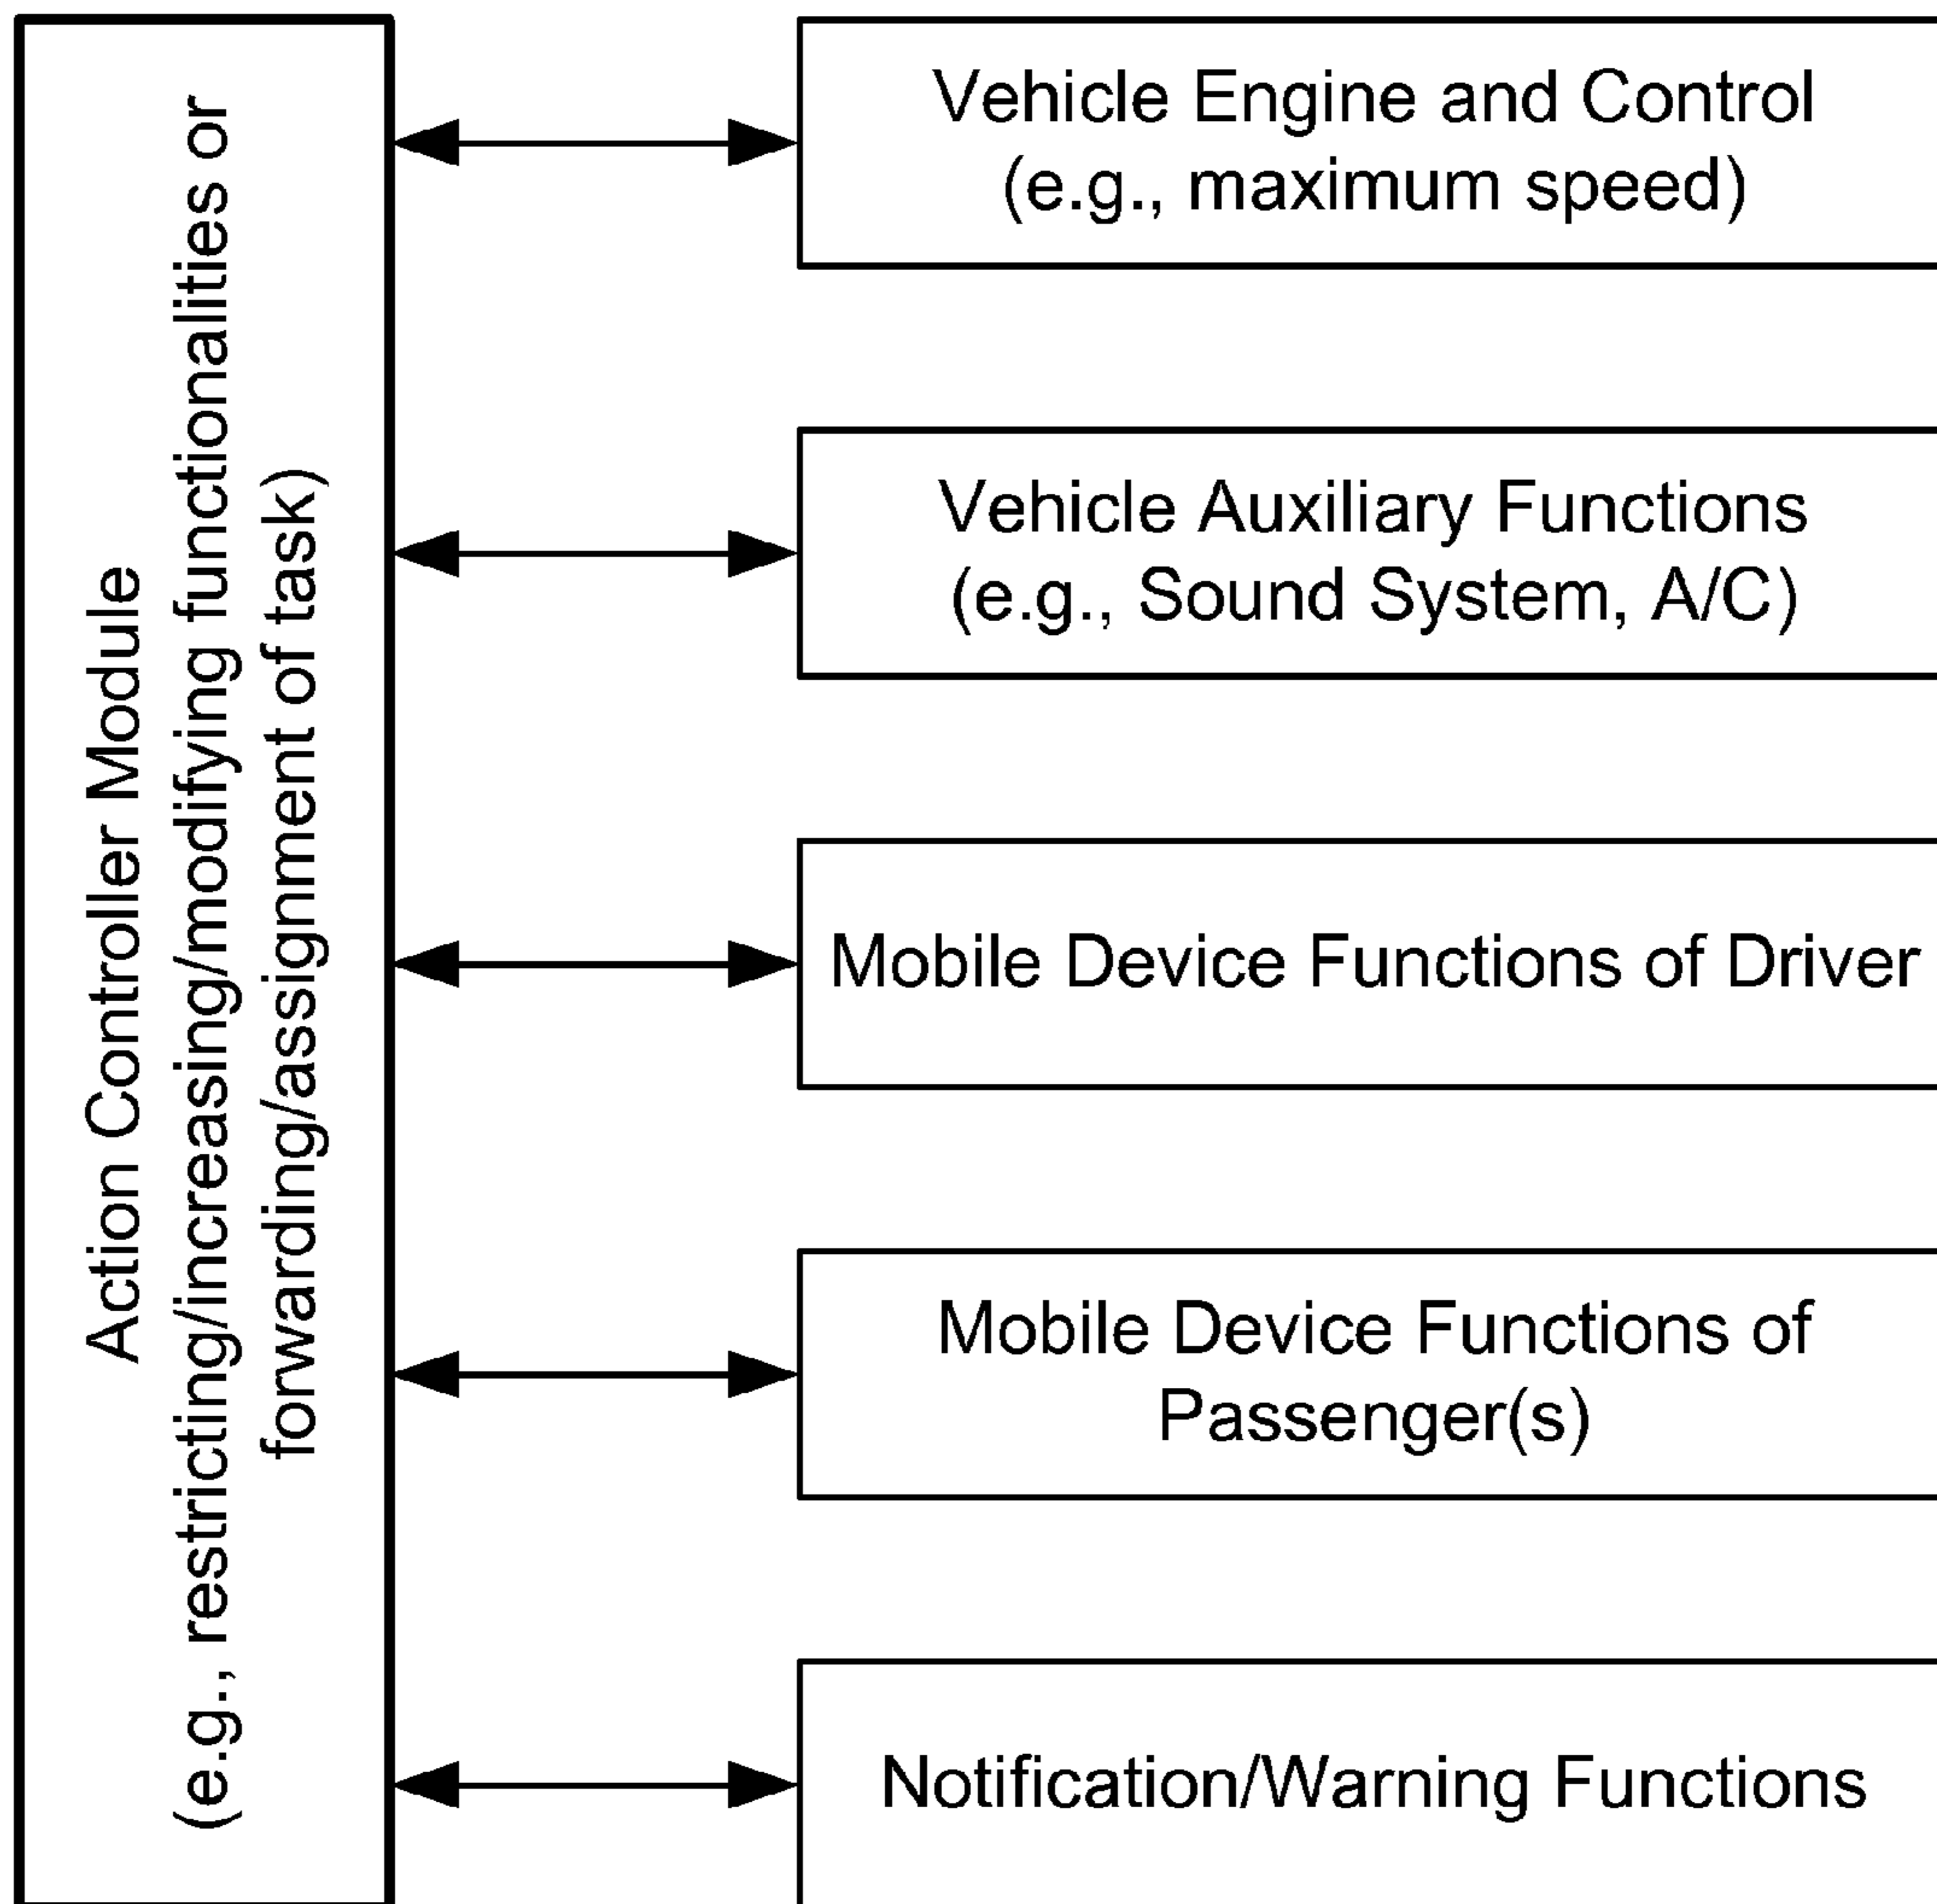 Action Controller Module
(e.g., restricting/increasing/modifying functionalities or
forwarding/assignment of task)
Vehicle Engine and Control
(e.g., maximum speed)
Vehicle Auxiliary Functions
(e.g., Sound System, A/C)
Mobile Device Functions of Driver
Mobile Device Functions of
Passenger(s)
Notification/Warning Functions